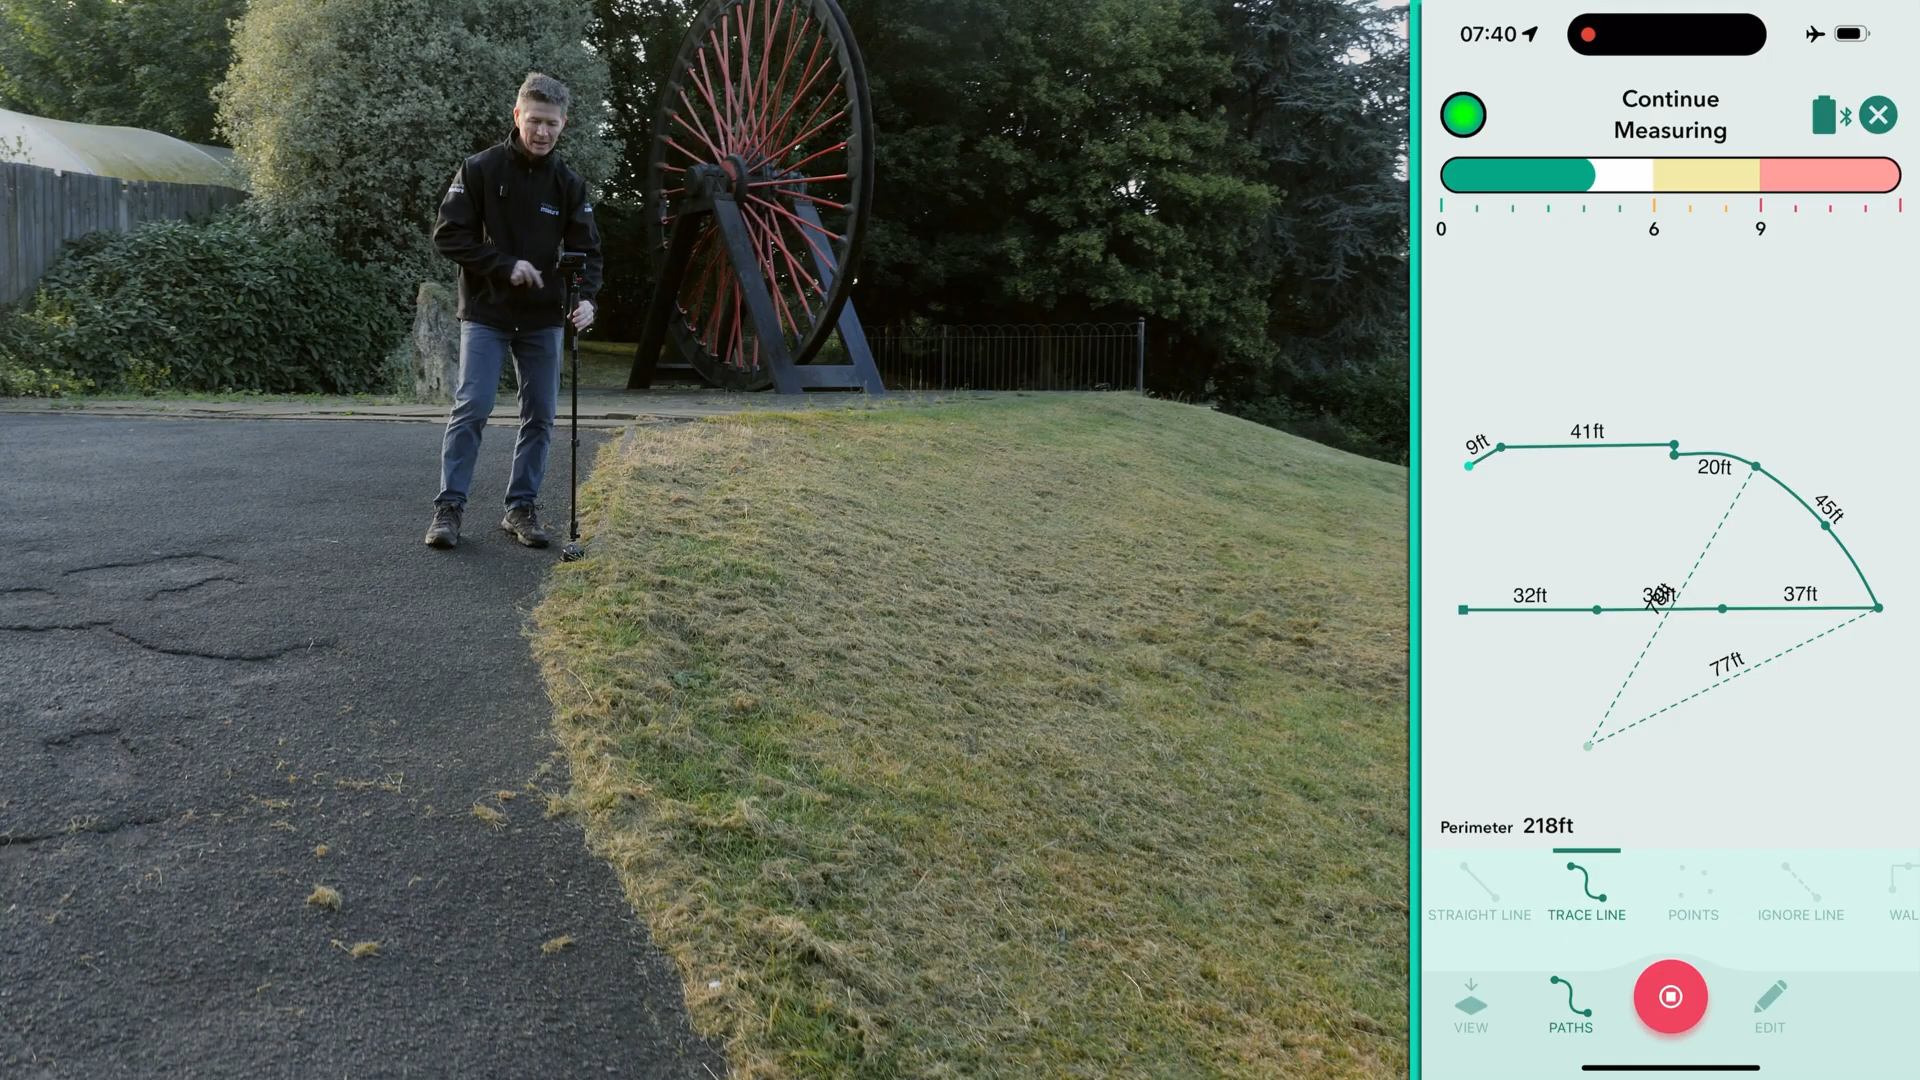 07:40
Continue
Measuring
0 6 9
9ft
41ft
20ft
45ft
32ft
37ft
77ft
Perimeter 218ft
STRAIGHT LINE
TRACE LINE
POINTS
IGNORE LINE
WAL
VIEW
PATHS
EDIT